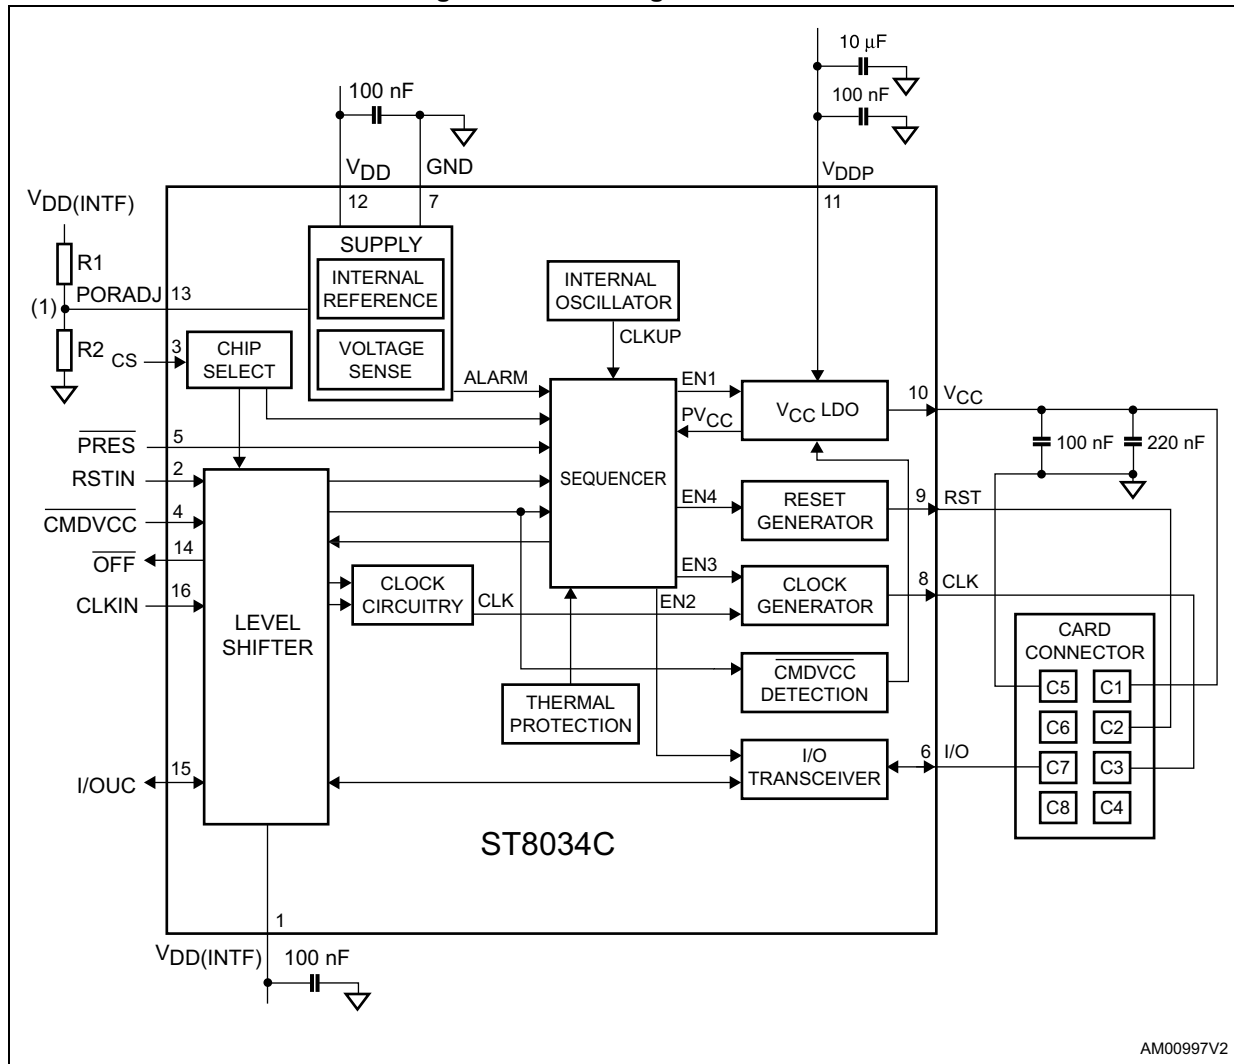 10 μF
100 nF
100 nF
VDD
GND
VDDP
12
7
11
VDD(INTF)
R1
(1)
PORADJ
13
R2
SUPPLY
INTERNAL
REFERENCE
VOLTAGE
SENSE
INTERNAL
OSCILLATOR
CLKUP
CS
3
CHIP
SELECT
ALARM
EN1
VCC LDO
10
VCC
PVCC
100 nF
220 nF
PRES
5
RSTIN
2
SEQUENCER
EN4
RESET
GENERATOR
9
RST
CMDVCC
4
OFF
14
CLKIN
16
LEVEL
SHIFTER
CLOCK
CIRCUITRY
CLK
EN3
EN2
CLOCK
GENERATOR
8
CLK
CMDVCC
DETECTION
THERMAL
PROTECTION
CARD
CONNECTOR
C5
C1
C6
C2
C7
C3
C8
C4
I/OUC
15
I/O
TRANSCEIVER
6
I/O
ST8034C
1
VDD(INTF)
100 nF
AM00997V2